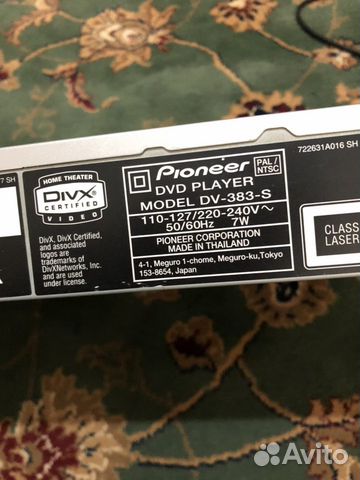 7 SH
HOME THEATER
DivX
CERTIFIED
VIDEO
DivX, DivX Certified,
and associated
logos are
trademarks of
DivXNetworks, Inc.
and are used
under license.
Pioneer
DVD PLAYER
MODEL DV-383-S
110-127/220-240V~
50/60Hz 7W
PIONEER CORPORATION
MADE IN THAILAND
4-1, Meguro 1-chome, Meguro-ku, Tokyo
153-8654, Japan
PAL/
NTSC
722631A016 SH
CLASS
LASER
Avito